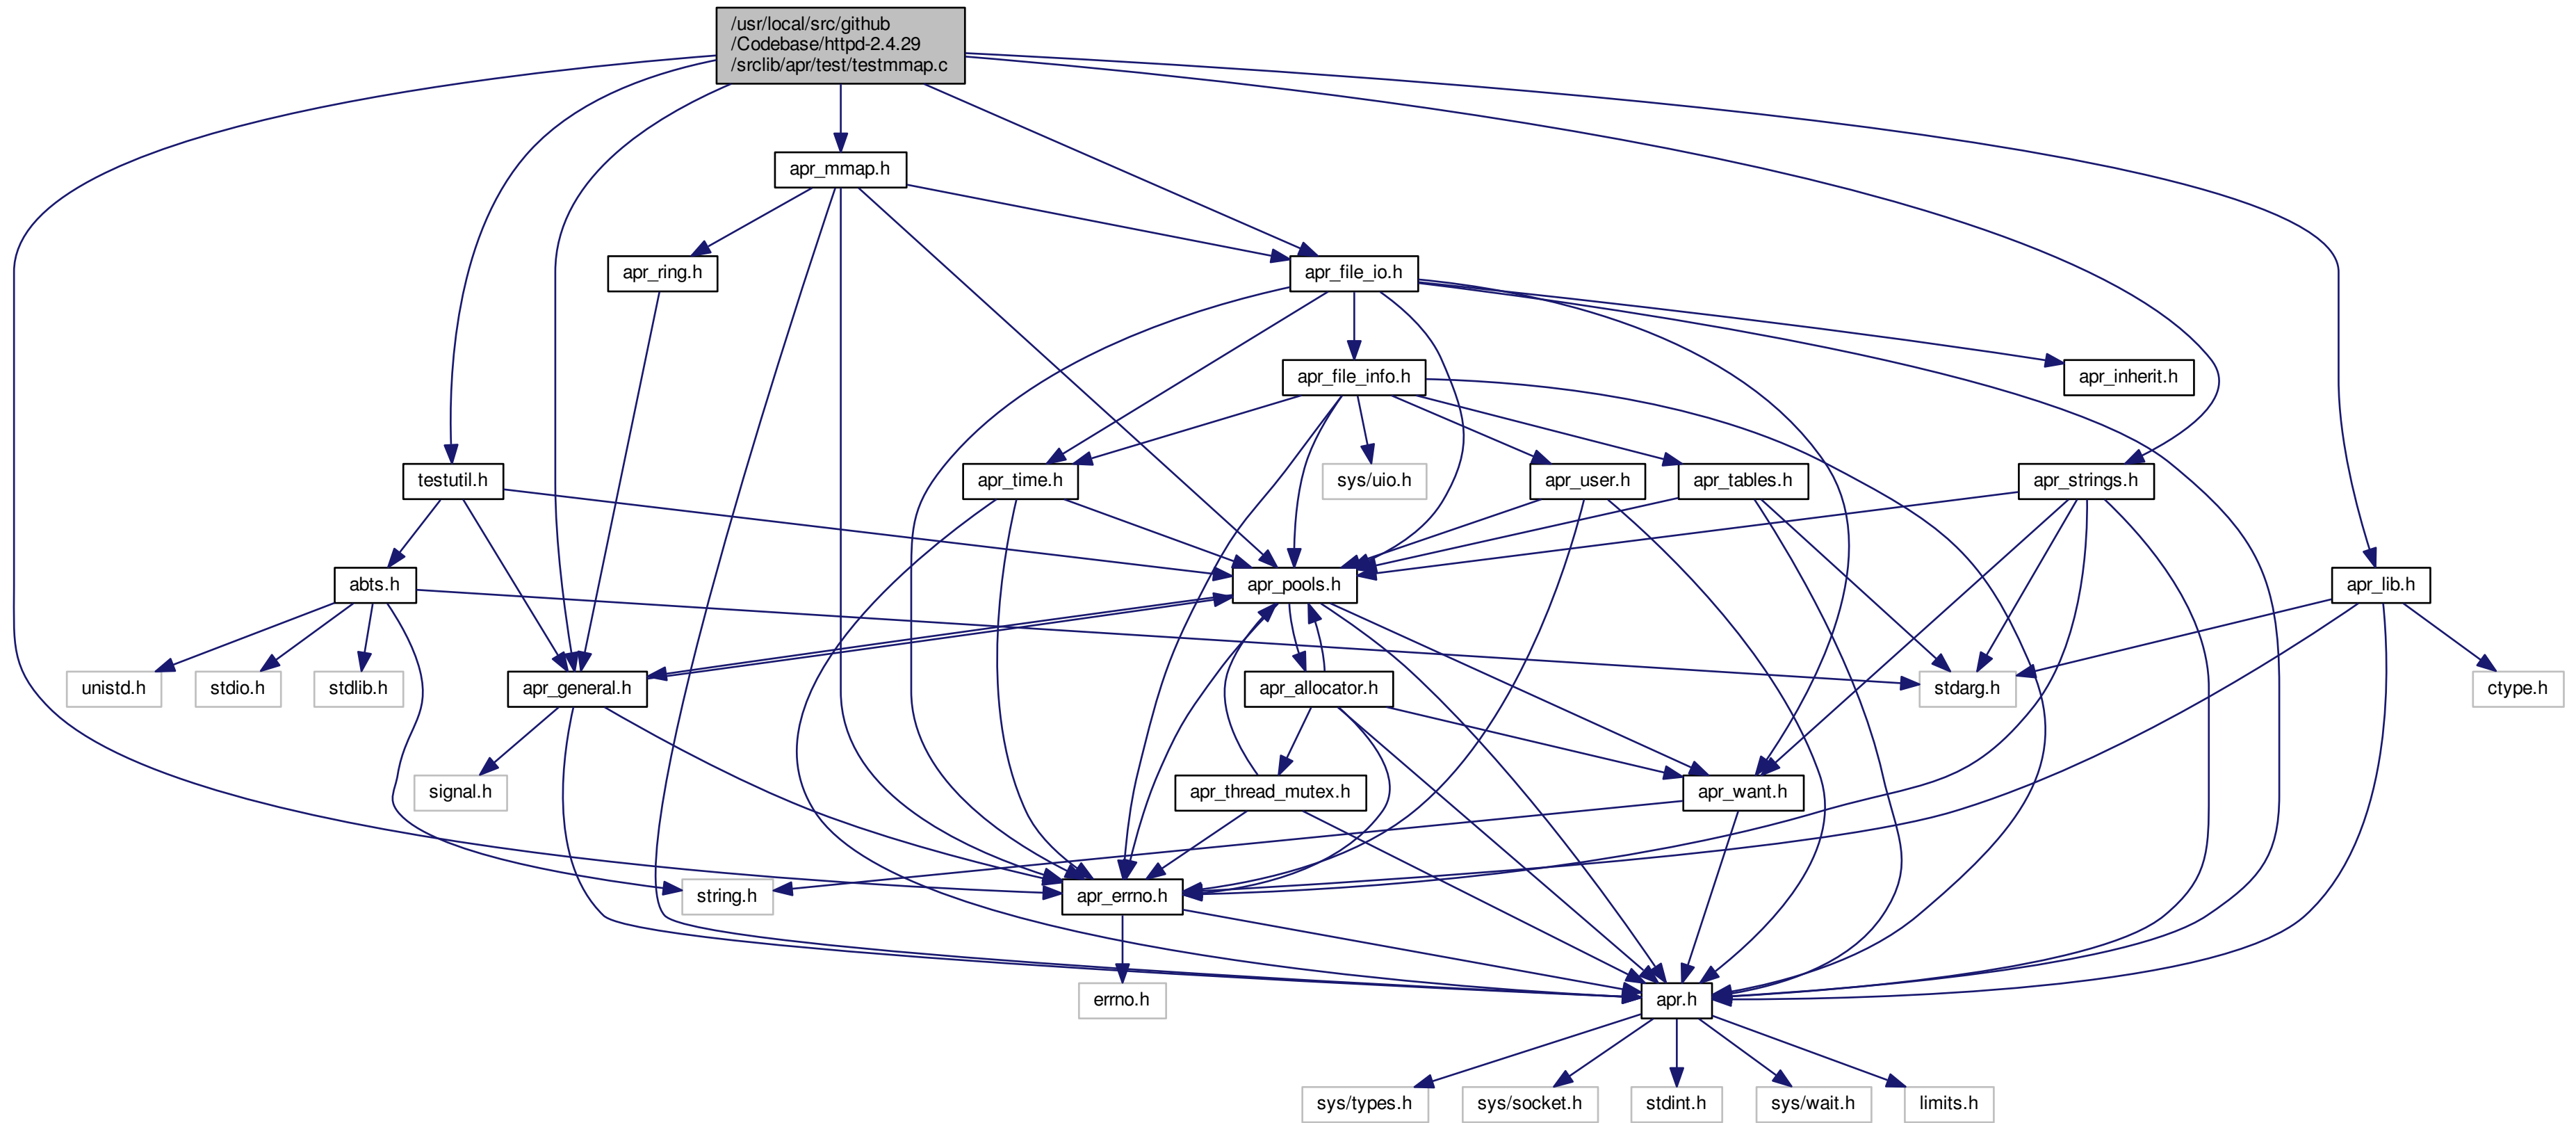 /usr/local/src/github
/Codebase/httpd-2.4.29
/srclib/apr/test/testmmap.c
apr_mmap.h
apr_ring.h
apr_file_io.h
apr_file_info.h
apr_inherit.h
testutil.h
apr_time.h
sys/uio.h
apr_user.h
apr_tables.h
apr_strings.h
abts.h
apr_pools.h
apr_lib.h
unistd.h
stdio.h
stdlib.h
apr_general.h
apr_allocator.h
stdarg.h
ctype.h
signal.h
apr_thread_mutex.h
apr_want.h
string.h
apr_errno.h
errno.h
apr.h
sys/types.h
sys/socket.h
stdint.h
sys/wait.h
limits.h